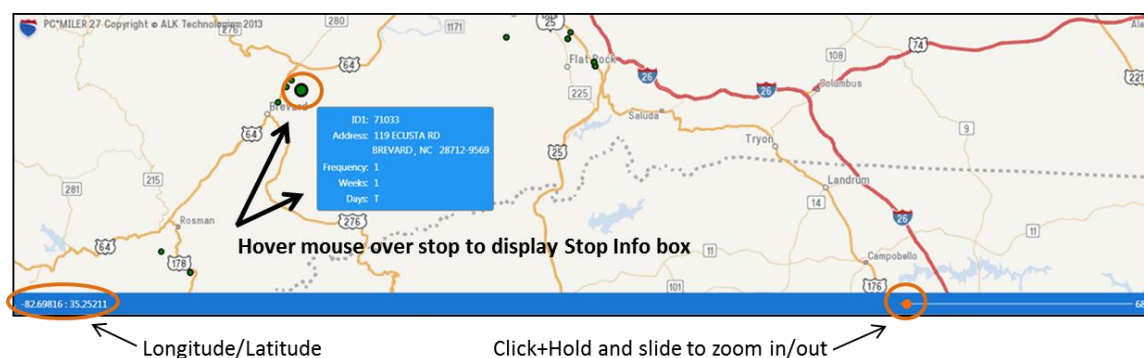 PC*MILER 27 Copyright © ALK Technologies 2013
276
280
1171
25
74
Ale
64
108
Flat Rock
26
26
Columbus
221
225
Brevard
Saluda
ID1: 71033
Address: 119 ECUSTA RD
BREVARD, NC 28712-9569
Frequency: 1
Weeks: 1
Days: T
64
9
Tryon
25
281
215
Landrum
14
Rosman
276
26
11
64
Hover mouse over stop to display Stop Info box
11
178
Campobello
101
176
-82.69816 : 35.25211
68
Longitude/Latitude
Click+Hold and slide to zoom in/out